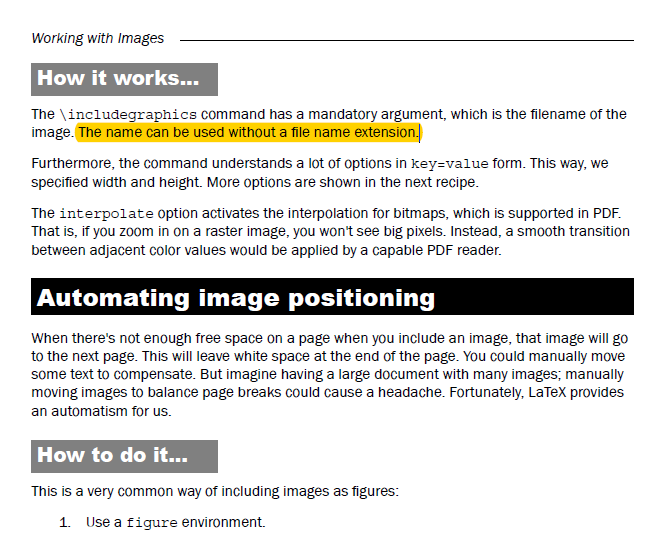 Working with Images
How it works...
The \includegraphics command has a mandatory argument, which is the filename of the
image. The name can be used without a file name extension.
Furthermore, the command understands a lot of options in key=value form. This way, we
specified width and height. More options are shown in the next recipe.
The interpolate option activates the interpolation for bitmaps, which is supported in PDF.
That is, if you zoom in on a raster image, you won't see big pixels. Instead, a smooth transition
between adjacent color values would be applied by a capable PDF reader.
Automating image positioning
When there's not enough free space on a page when you include an image, that image will go
to the next page. This will leave white space at the end of the page. You could manually move
some text to compensate. But imagine having a large document with many images; manually
moving images to balance page breaks could cause a headache. Fortunately, LaTeX provides
an automatism for us.
How to do it...
This is a very common way of including images as figures:
1. Use a figure environment.